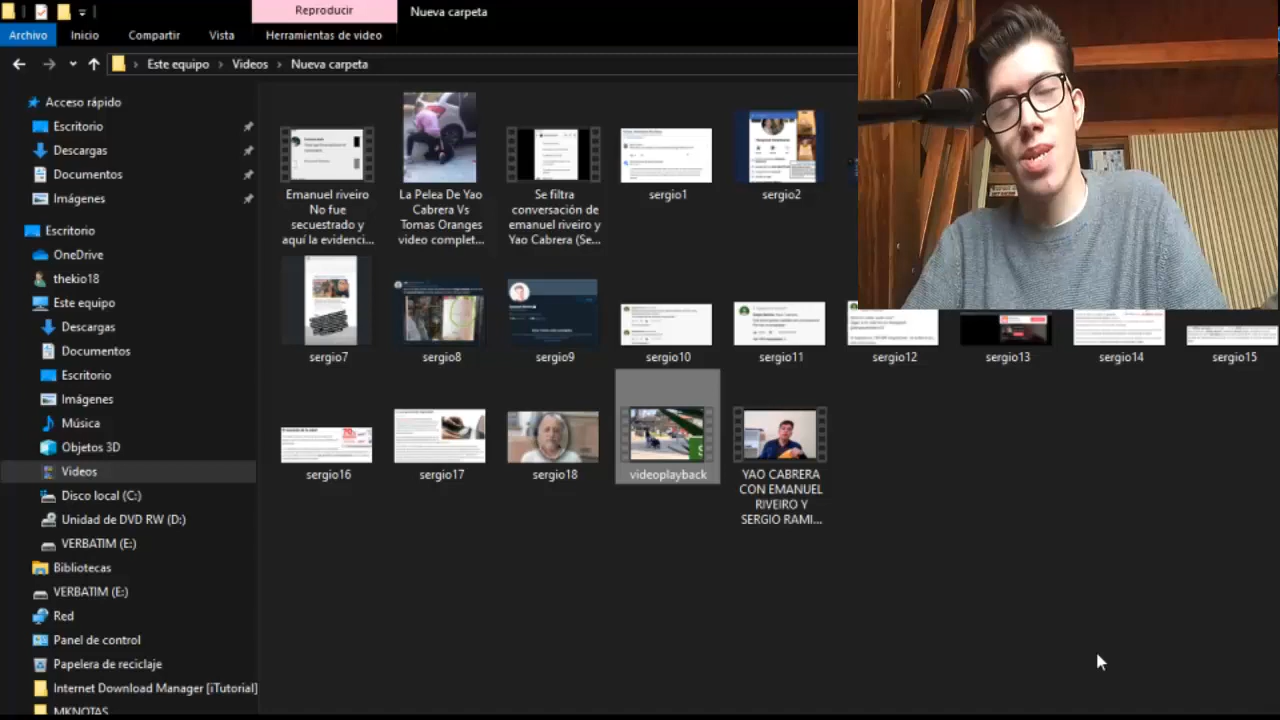 Reproducir
Nueva carpeta
Archivo
Inicio
Compartir
Vista
Herramientas de video
Este equipo
Videos
Nueva carpeta
Acceso rápido
Escritorio
Descargas
Documentos
Imágenes
Escritorio
OneDrive
thekio18
Este equipo
Descargas
Documentos
Escritorio
Imágenes
Música
Objetos 3D
Videos
Disco local (C:)
Unidad de DVD RW (D:)
VERBATIM (E:)
Bibliotecas
VERBATIM (E:)
Red
Panel de control
Papelera de reciclaje
Internet Download Manager [iTutorial]
MKNOTAS
Emanuel riveiro
No fue
secuestrado y
aquí la evidenci...
La Pelea De Yao
Cabrera Vs
Tomas Oranges
video complet...
Se filtra
conversación de
emanuel riveiro y
Yao Cabrera (Se...
sergio1
sergio2
sergio7
sergio8
sergio9
sergio10
sergio11
sergio12
sergio13
sergio14
sergio15
sergio16
sergio17
sergio18
videoplayback
YAO CABRERA
CON EMANUEL
RIVEIRO Y
SERGIO RAMI...